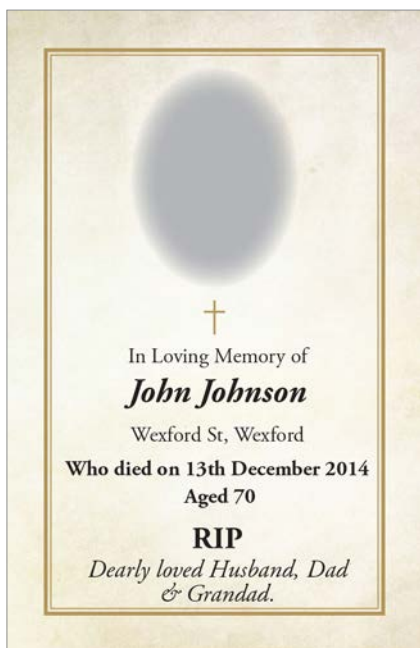 In Loving Memory of
John Johnson
Wexford St, Wexford
Who died on 13th December 2014
Aged 70
RIP
Dearly loved Husband, Dad
& Grandad.